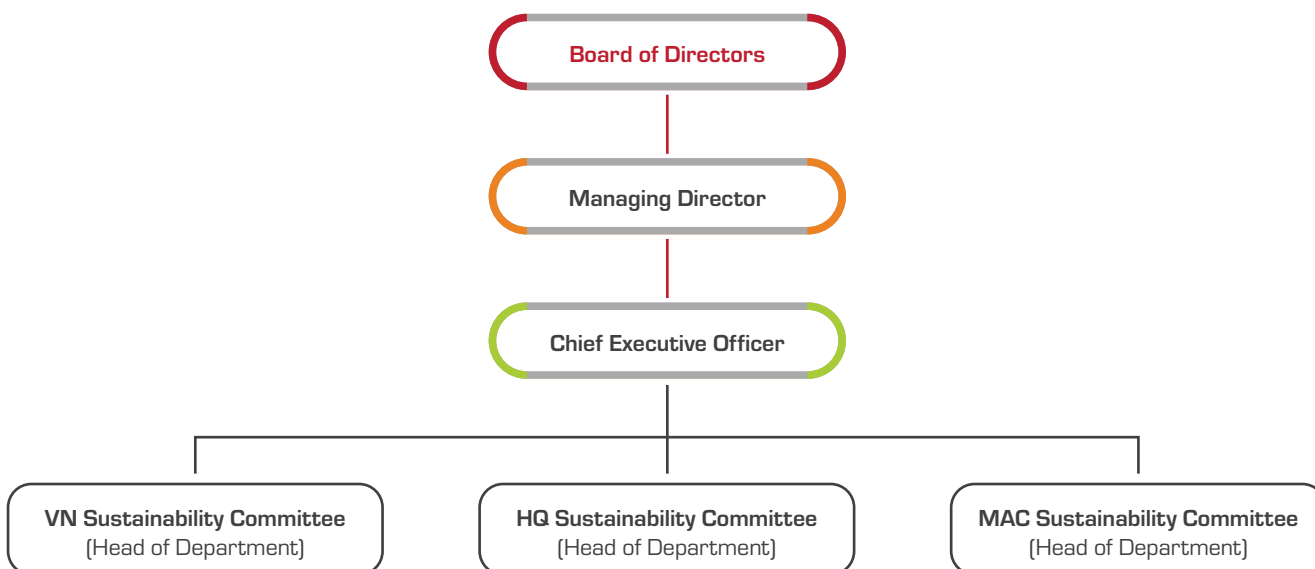 Board of Directors
Managing Director
Chief Executive Officer
VN Sustainability Committee
(Head of Department)
HQ Sustainability Committee
(Head of Department)
MAC Sustainability Committee
(Head of Department)